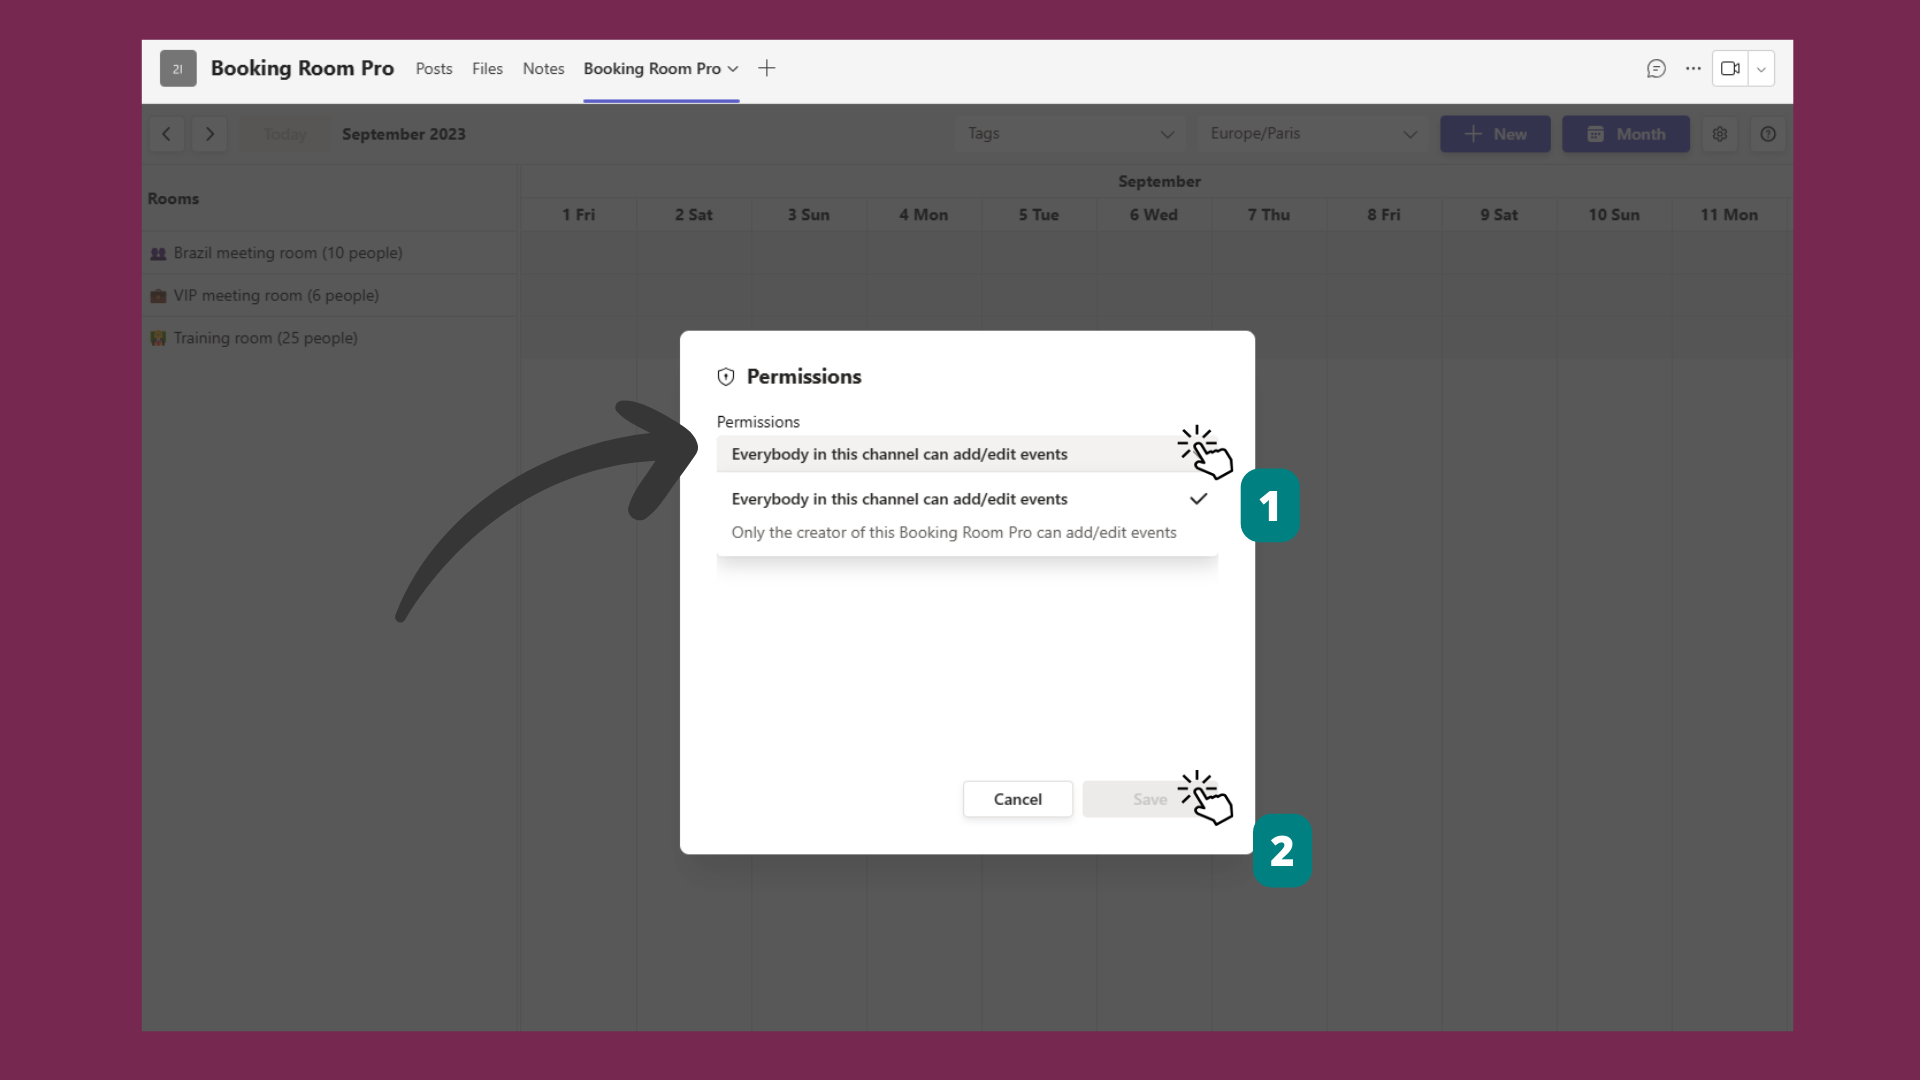 21 Booking Room Pro Posts Files Notes Booking Room Pro
Today September 2023 Tags Europe/Paris New Month
Rooms
September
1 Fri 2 Sat 3 Sun 4 Mon 5 Tue 6 Wed 7 Thu 8 Fri 9 Sat 10 Sun 11 Mon
Brazil meeting room (10 people)
VIP meeting room (6 people)
Training room (25 people)
Permissions
Permissions
Everybody in this channel can add/edit events
Everybody in this channel can add/edit events
1
Only the creator of this Booking Room Pro can add/edit events
Cancel Save
2